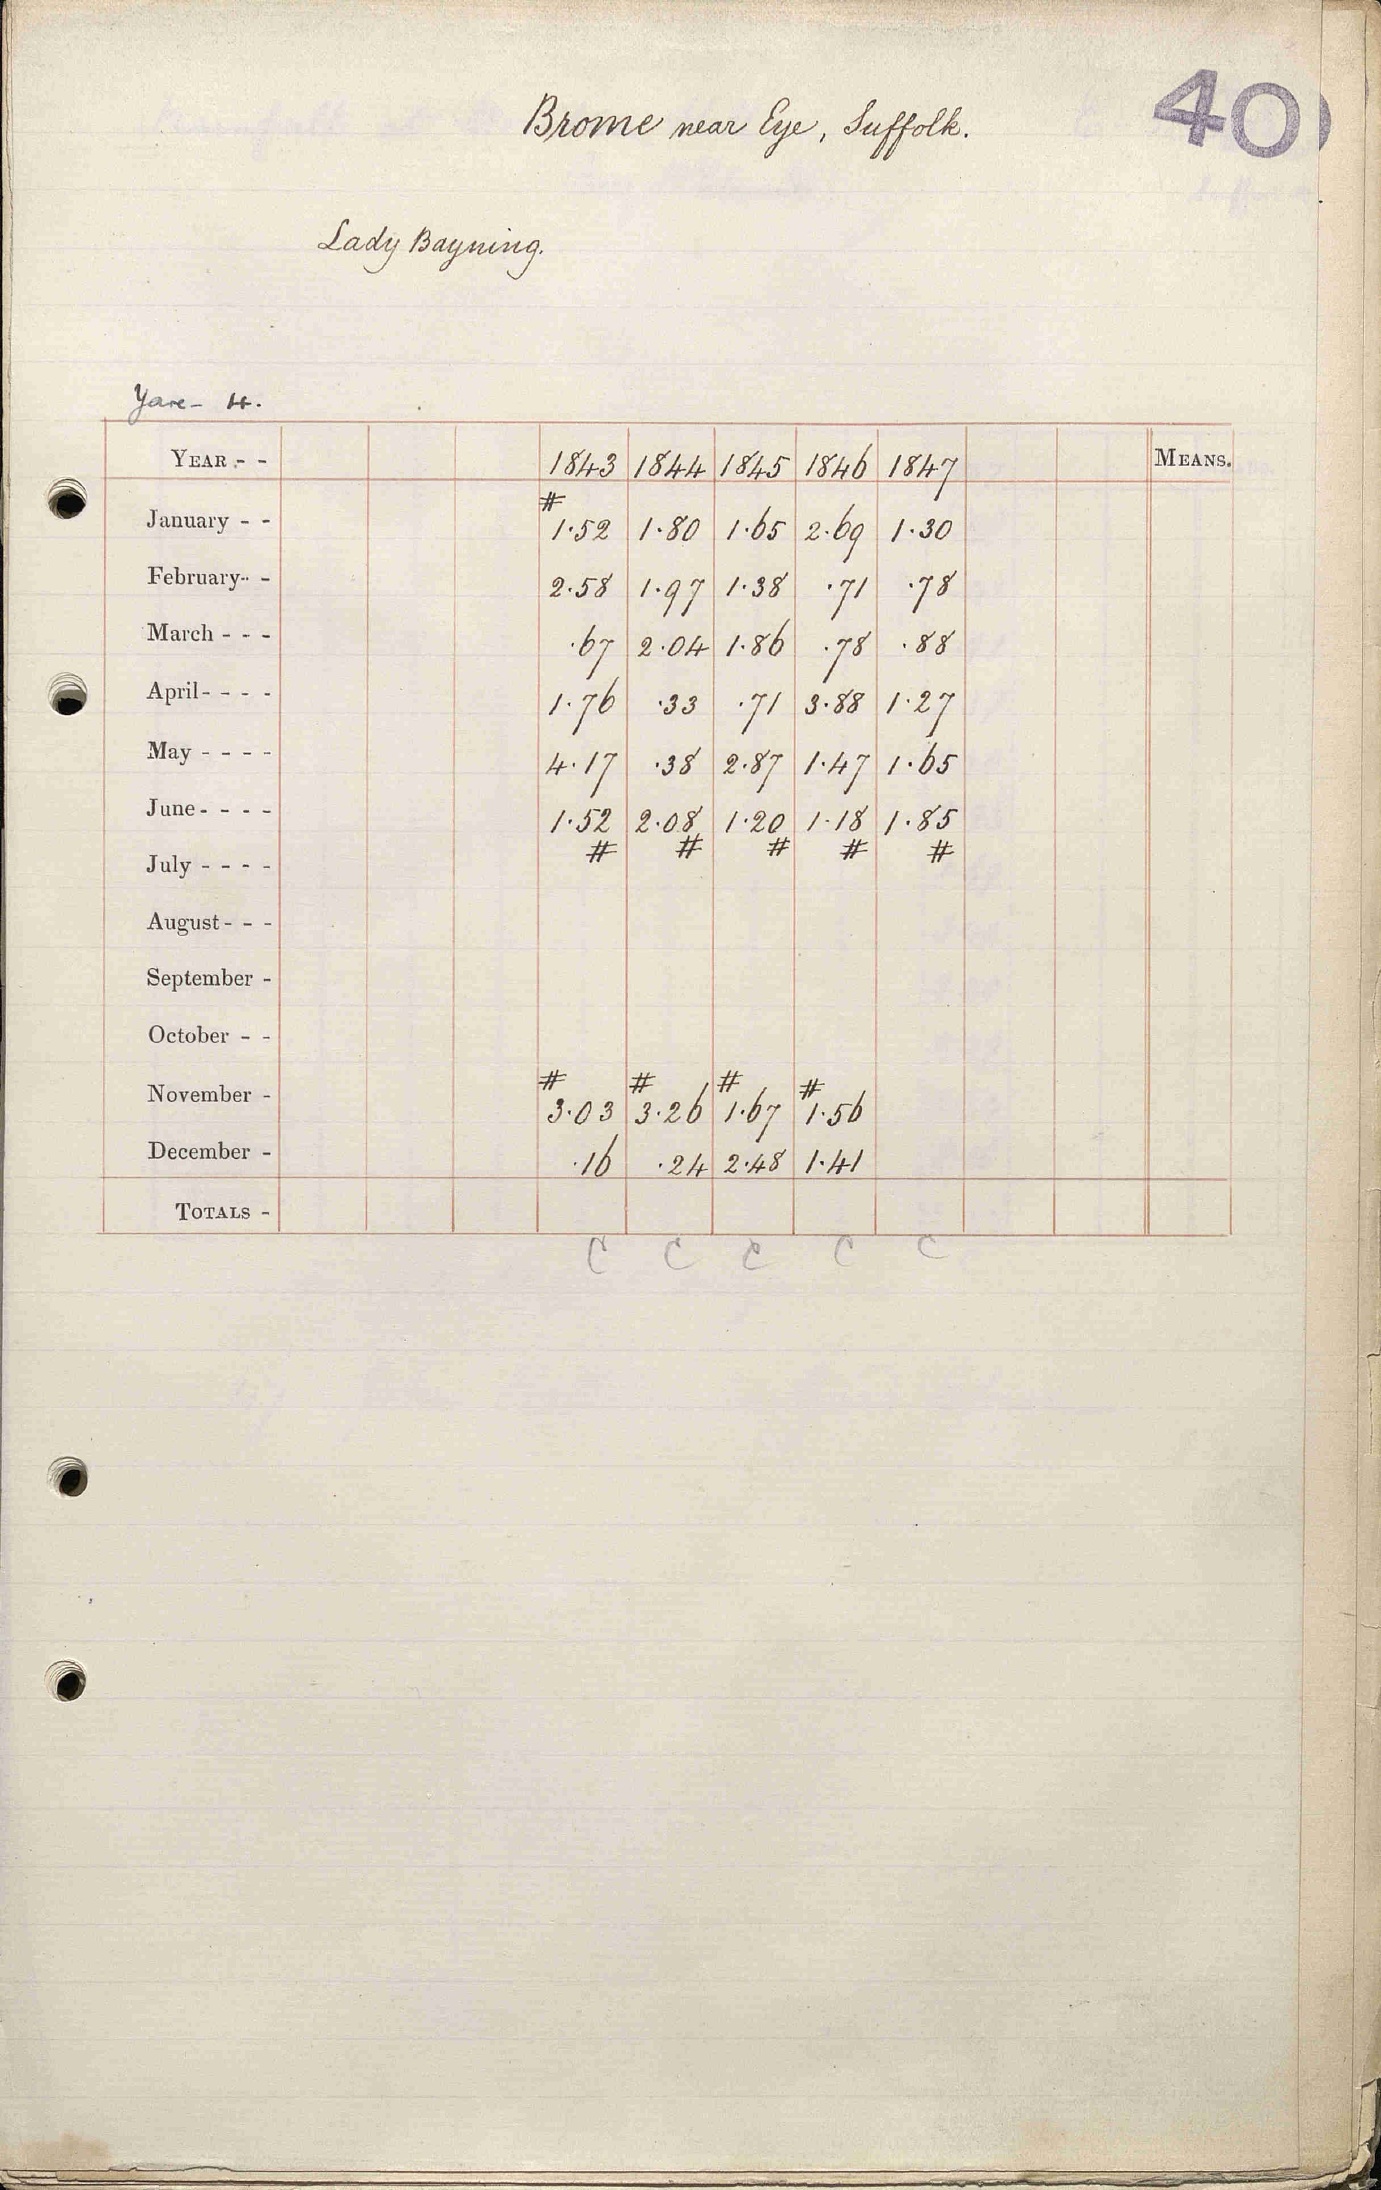 40
Brome near Eye, Suffolk.
Lady Bayning.
Yare - 4.
YEAR - - 1843 1844 1845 1846 1847 MEANS.
#
January - - 1.52 1.80 1.65 2.69 1.30
February - - 2.58 1.97 1.38 .71 .78
March - - - .67 2.04 1.86 .78 .88
April - - - - 1.76 .33 .71 3.88 1.27
May - - - - 4.17 .38 2.87 1.47 1.65
June - - - - 1.52 2.08 1.20 1.18 1.85
# # # # #
July - - - -
August - - -
September -
October - -
# # # #
November - 3.03 3.26 1.67 1.56
December - .16 .24 2.48 1.41
TOTALS -
C C C C C